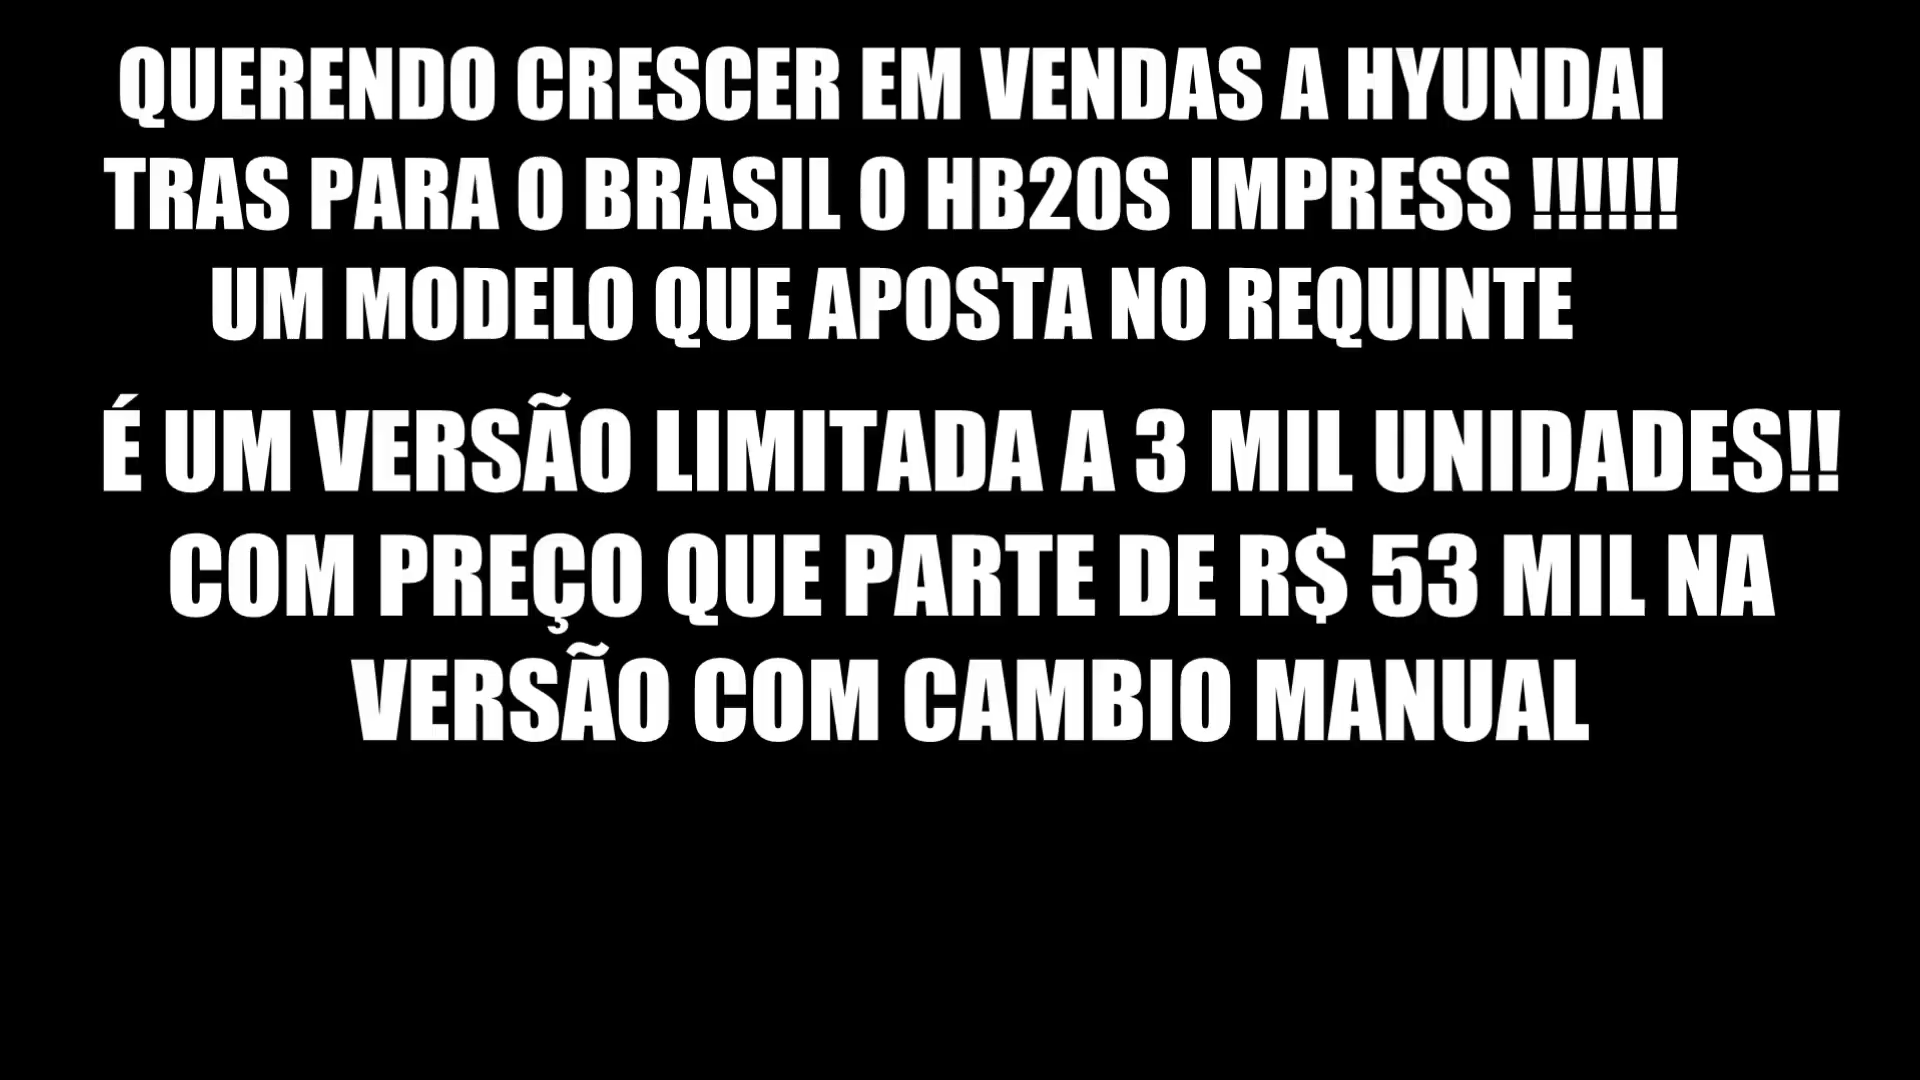 QUERENDO CRESCER EM VENDAS A HYUNDAI
TRAS PARA O BRASIL O HB20S IMPRESS !!!!!!
UM MODELO QUE APOSTA NO REQUINTE
É UM VERSÃO LIMITADA A 3 MIL UNIDADES!!
COM PREÇO QUE PARTE DE R$ 53 MIL NA
VERSÃO COM CAMBIO MANUAL